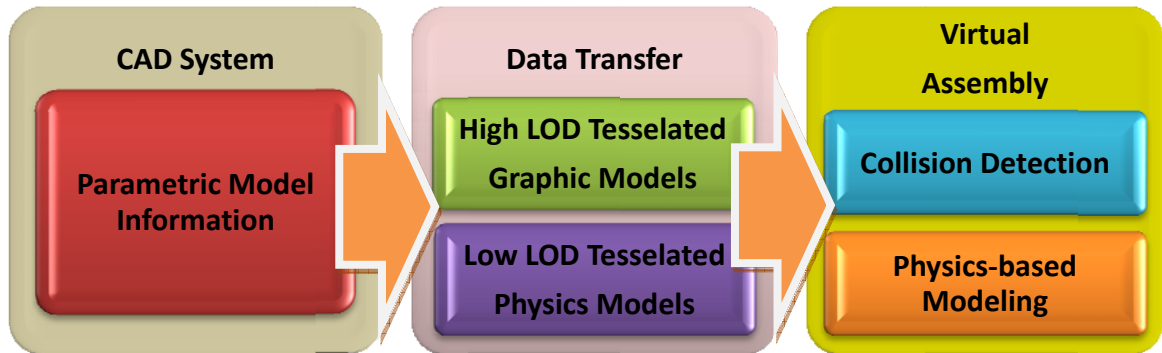 CAD System
Parametric Model
Information
Data Transfer
High LOD Tesselated
Graphic Models
Low LOD Tesselated
Physics Models
Virtual
Assembly
Collision Detection
Physics-based
Modeling